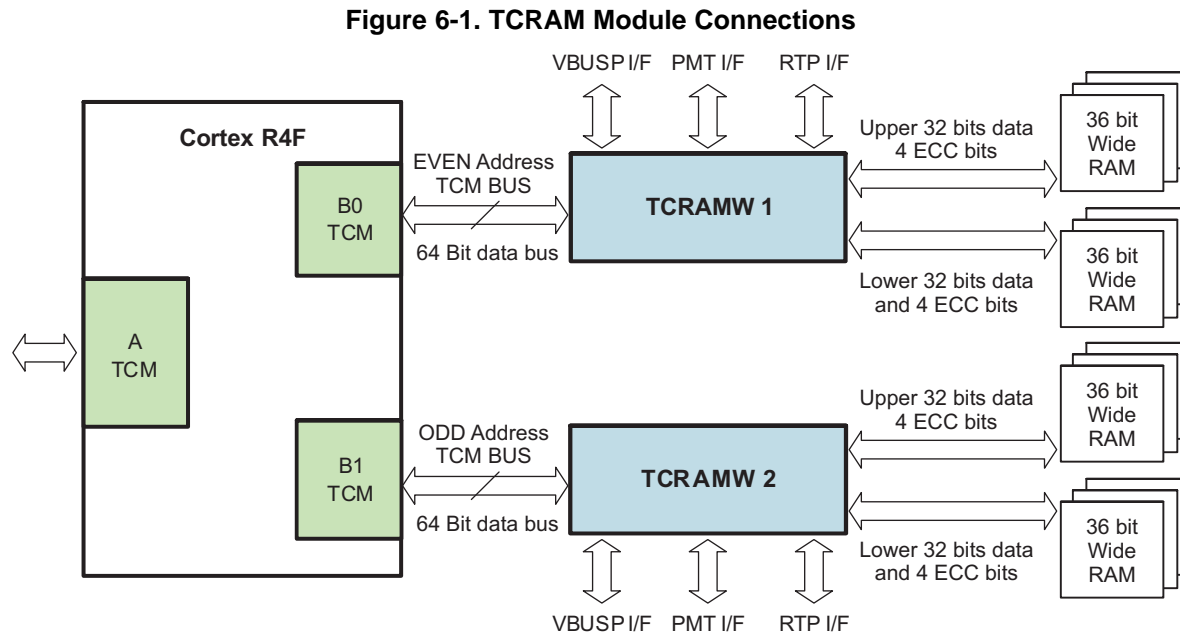 Figure 6-1. TCRAM Module Connections
VBUSP I/F PMT I/F RTP I/F
Cortex R4F
B0
TCM
A
TCM
B1
TCM
EVEN Address
TCM BUS
64 Bit data bus
TCRAMW 1
Upper 32 bits data
4 ECC bits
Lower 32 bits data
and 4 ECC bits
36 bit
Wide
RAM
36 bit
Wide
RAM
ODD Address
TCM BUS
64 Bit data bus
TCRAMW 2
Upper 32 bits data
4 ECC bits
Lower 32 bits data
and 4 ECC bits
36 bit
Wide
RAM
36 bit
Wide
RAM
VBUSP I/F PMT I/F RTP I/F